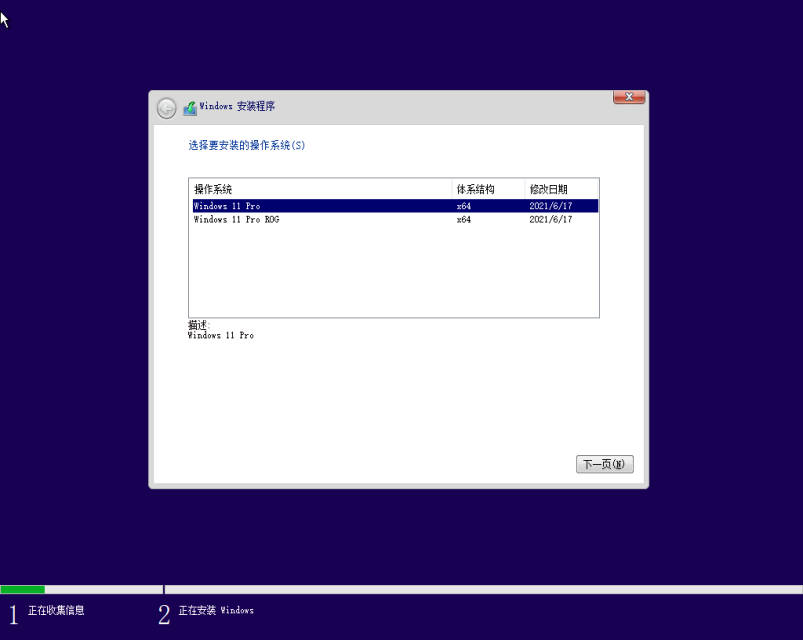 Windows 安装程序
选择要安装的操作系统(S)
操作系统 体系结构 修改日期
Windows 11 Pro x64 2021/6/17
Windows 11 Pro ROG x64 2021/6/17
描述:
Windows 11 Pro
下一页(N)
1 正在收集信息 2 正在安装 Windows